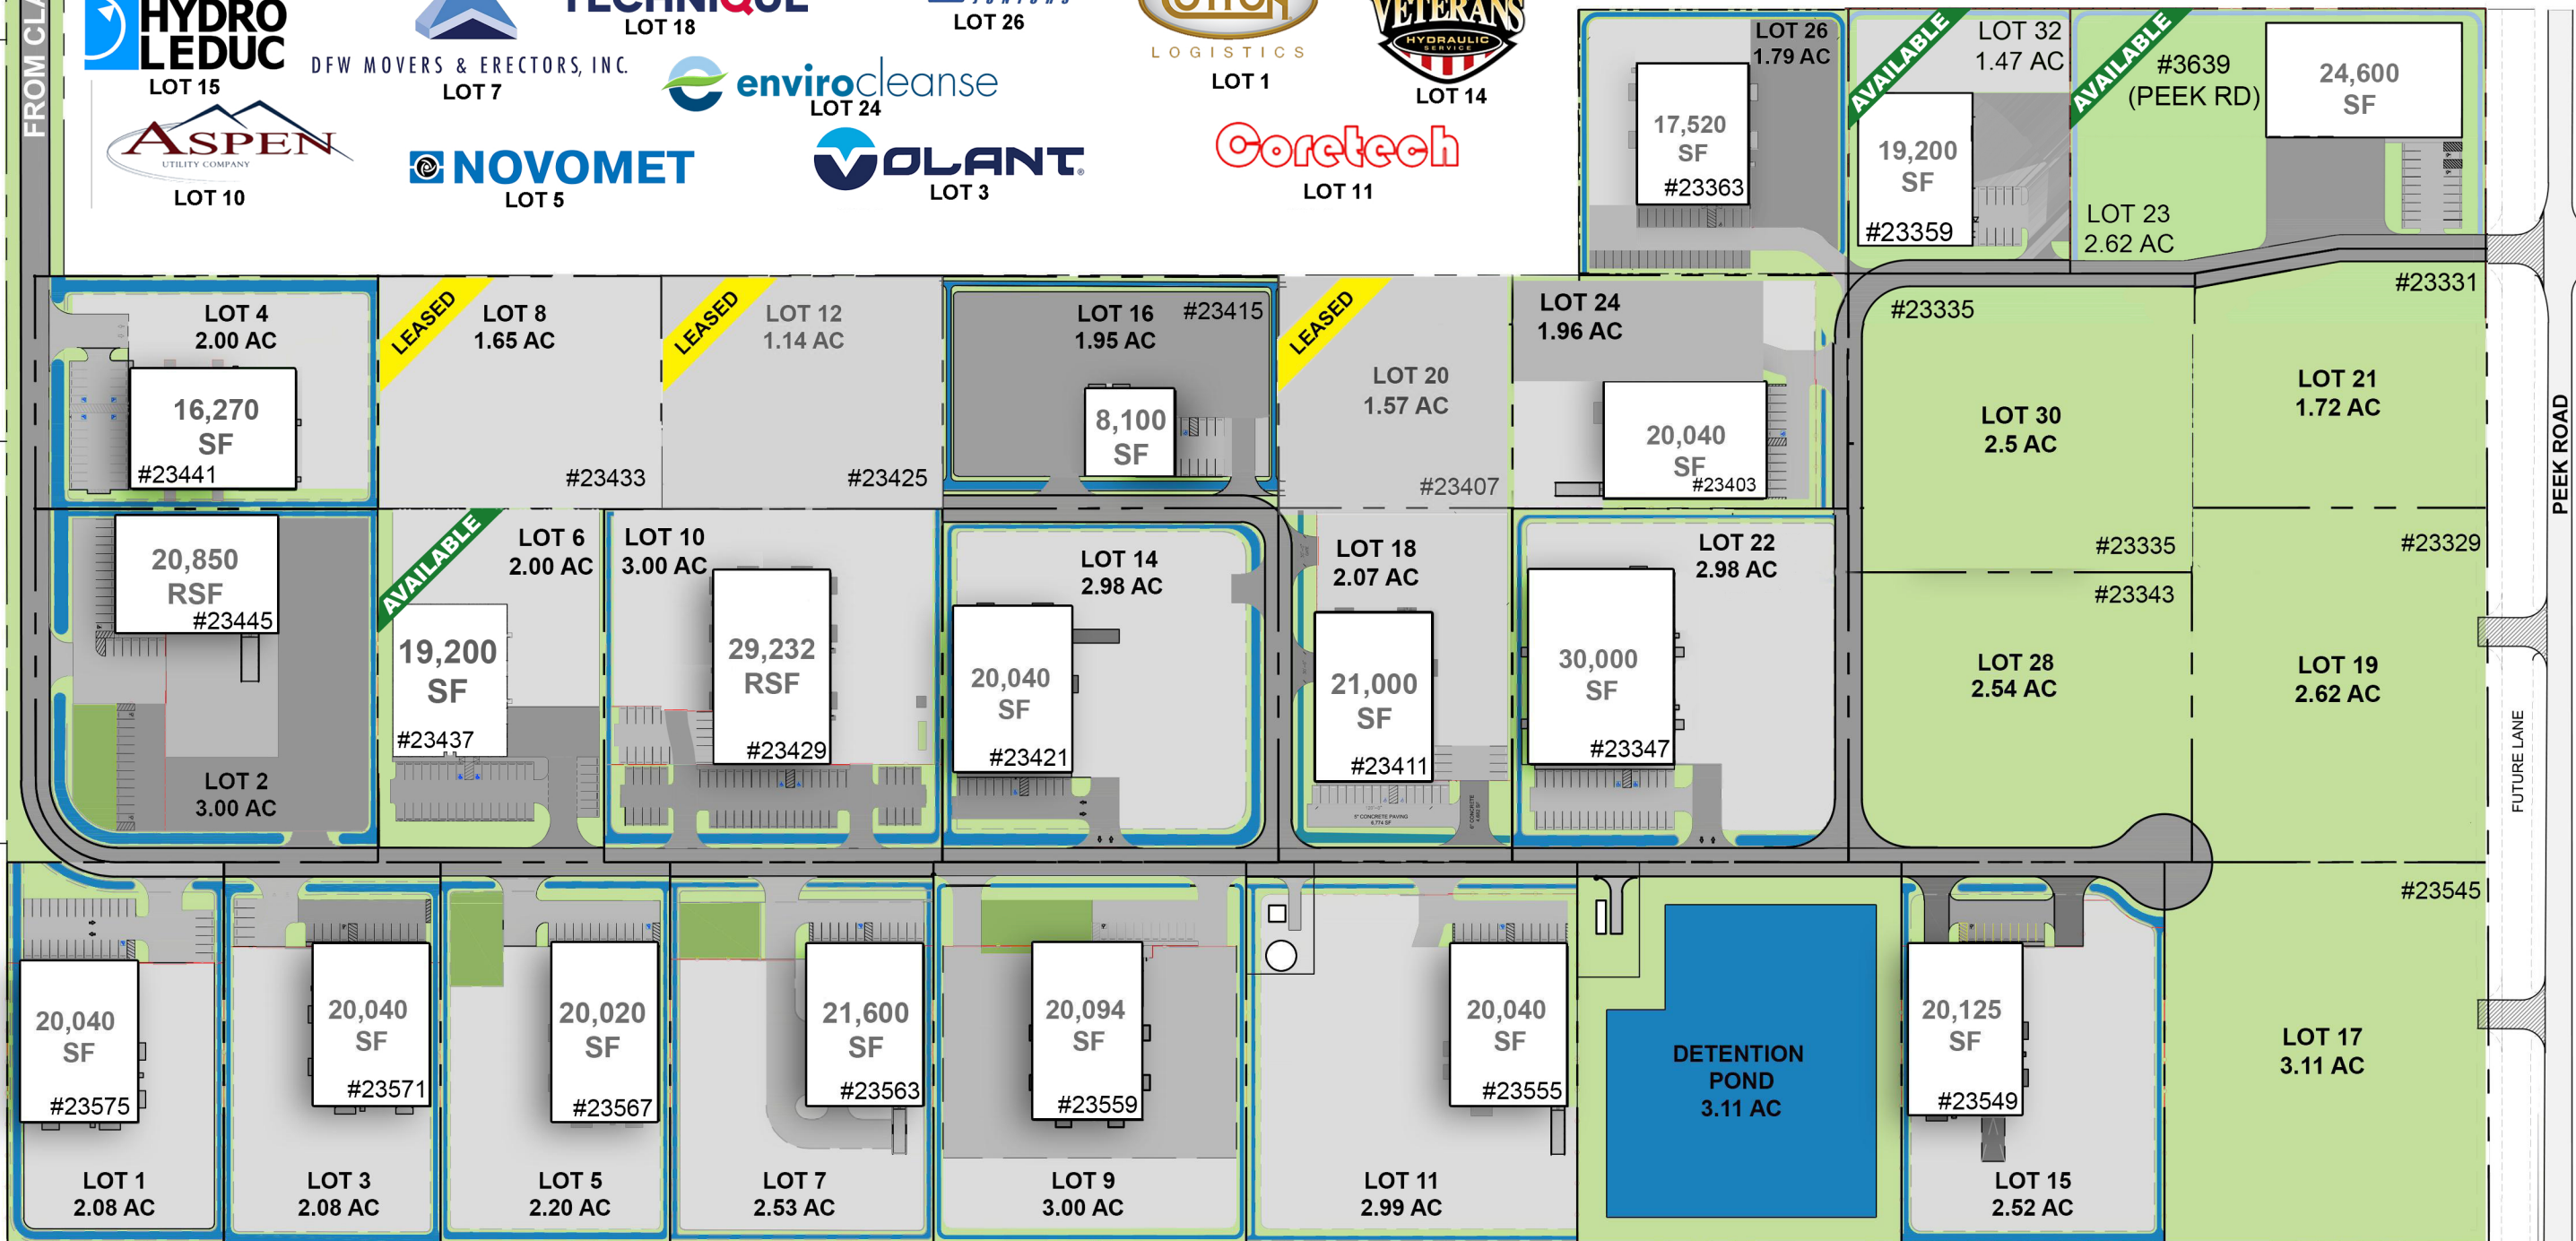 FROM CLA
HYDRO
LEDUC
LOT 15
DFW MOVERS & ERECTORS, INC.
LOT 7
TECHNIQUE
LOT 18
LOT 26
LOGISTICS
LOT 1
VETERANS
HYDRAULIC
SERVICE
LOT 14
ASPEN
UTILITY COMPANY
LOT 10
NOVOMET
LOT 5
envirocleanse
LOT 24
VOLANT
LOT 3
Coretech
LOT 11
LOT 26
1.79 AC
17,520
SF
#23363
AVAILABLE
LOT 32
1.47 AC
19,200
SF
#23359
AVAILABLE
#3639
(PEEK RD)
24,600
SF
LOT 23
2.62 AC
LOT 4
2.00 AC
16,270
SF
#23441
LEASED
LOT 8
1.65 AC
#23433
LEASED
LOT 12
1.14 AC
#23425
LOT 16
1.95 AC
#23415
8,100
SF
LEASED
LOT 20
1.57 AC
#23407
LOT 24
1.96 AC
20,040
SF
#23403
#23335
LOT 30
2.5 AC
#23335
#23331
LOT 21
1.72 AC
PEEK ROAD
20,850
RSF
#23445
LOT 2
3.00 AC
AVAILABLE
LOT 6
2.00 AC
19,200
SF
#23437
LOT 10
3.00 AC
29,232
RSF
#23429
LOT 14
2.98 AC
20,040
SF
#23421
LOT 18
2.07 AC
21,000
SF
#23411
5" CONCRETE PAVING
LOT 22
2.98 AC
30,000
SF
#23347
#23343
LOT 28
2.54 AC
#23329
LOT 19
2.62 AC
FUTURE LANE
20,040
SF
#23575
LOT 1
2.08 AC
20,040
SF
#23571
LOT 3
2.08 AC
20,020
SF
#23567
LOT 5
2.20 AC
21,600
SF
#23563
LOT 7
2.53 AC
20,094
SF
#23559
LOT 9
3.00 AC
20,040
SF
#23555
LOT 11
2.99 AC
DETENTION
POND
3.11 AC
20,125
SF
#23549
LOT 15
2.52 AC
#23545
LOT 17
3.11 AC